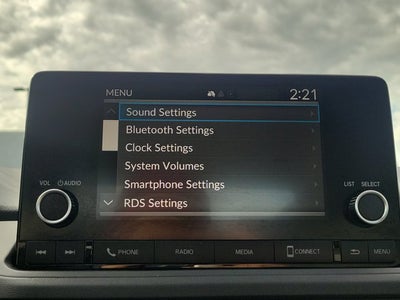 MENU 2:21
Sound Settings
Bluetooth Settings
Clock Settings
System Volumes
Smartphone Settings
RDS Settings
VOL AUDIO
LIST SELECT
PHONE RADIO MEDIA CONNECT MENU